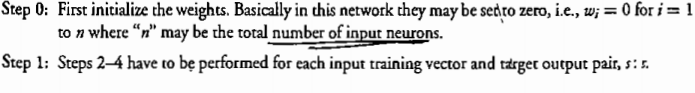 Step 0: First initialize the weights. Basically in this network they may be set to zero, i.e., wᵢ = 0 for i = 1
to n where “n” may be the total number of input neurons.
Step 1: Steps 2–4 have to be performed for each input training vector and target output pair, s: t.